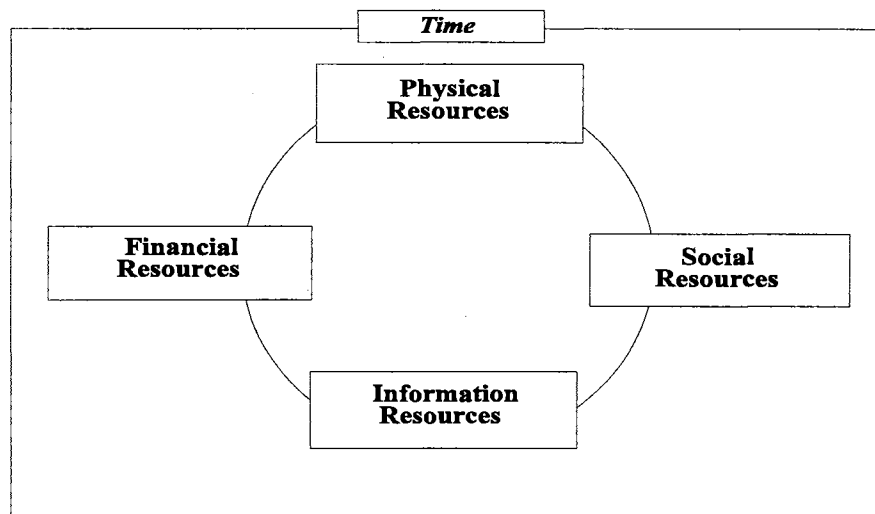 Time
Physical
Resources
Financial
Resources
Social
Resources
Information
Resources